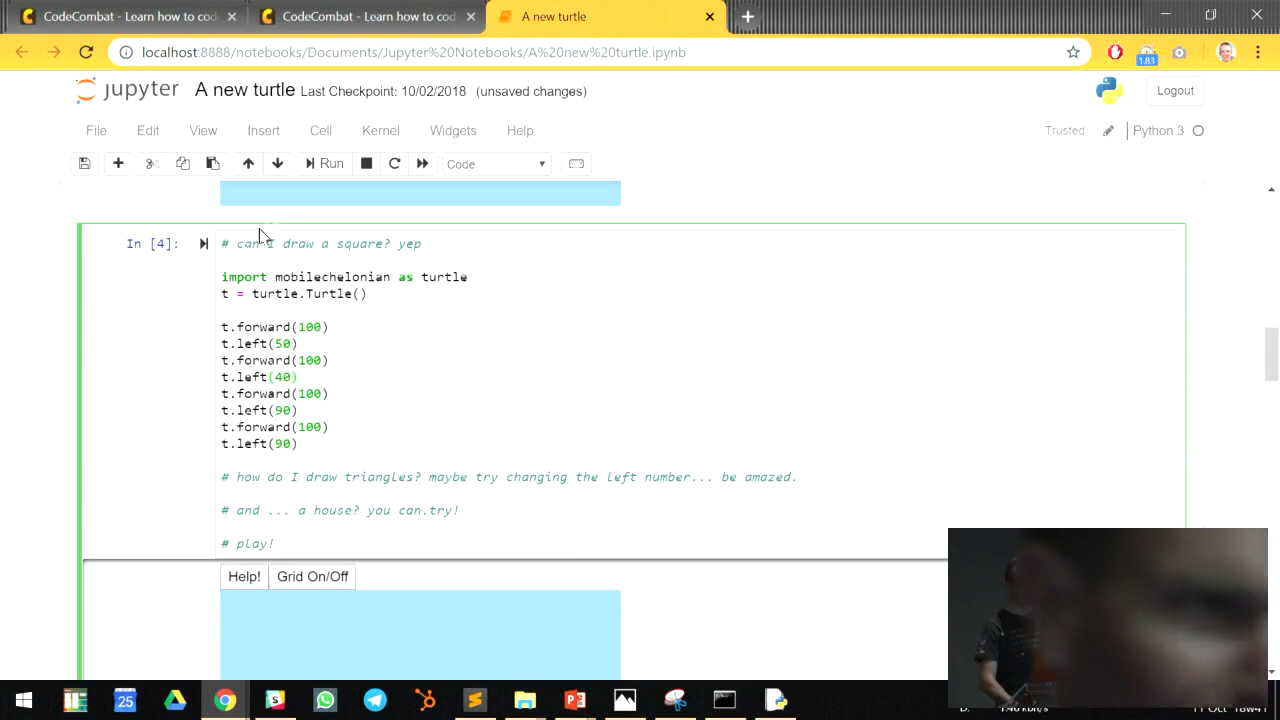 CodeCombat - Learn how to cod
CodeCombat - Learn how to cod
A new turtle
localhost:8888/notebooks/Documents/Jupyter%20Notebooks/A%20new%20turtle.ipynb
1.83
jupyter A new turtle Last Checkpoint: 10/02/2018 (unsaved changes)
Logout
File Edit View Insert Cell Kernel Widgets Help
Trusted
Python 3
Run
Code
In [4]:
# can I draw a square? yep
import mobilechelonian as turtle
t = turtle.Turtle()
t.forward(100)
t.left(50)
t.forward(100)
t.left(40)
t.forward(100)
t.left(90)
t.forward(100)
t.left(90)
# how do I draw triangles? maybe try changing the left number... be amazed.
# and ... a house? you can.try!
# play!
Help!
Grid On/Off
25